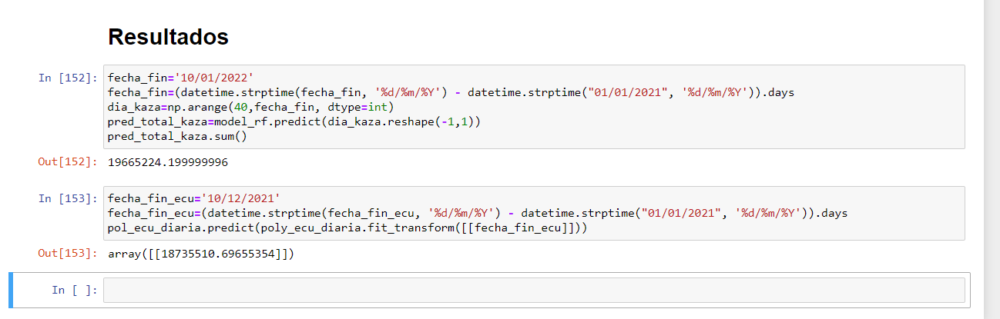 Resultados
In [152]:
fecha_fin='10/01/2022'
fecha_fin=(datetime.strptime(fecha_fin, '%d/%m/%Y') - datetime.strptime("01/01/2021", '%d/%m/%Y')).days
dia_kaza=np.arange(40,fecha_fin, dtype=int)
pred_total_kaza=model_rf.predict(dia_kaza.reshape(-1,1))
pred_total_kaza.sum()
Out[152]: 19665224.199999996
In [153]:
fecha_fin_ecu='10/12/2021'
fecha_fin_ecu=(datetime.strptime(fecha_fin_ecu, '%d/%m/%Y') - datetime.strptime("01/01/2021", '%d/%m/%Y')).days
pol_ecu_diaria.predict(poly_ecu_diaria.fit_transform([[fecha_fin_ecu]]))
Out[153]: array([[18735510.69655354]])
In [ ]: